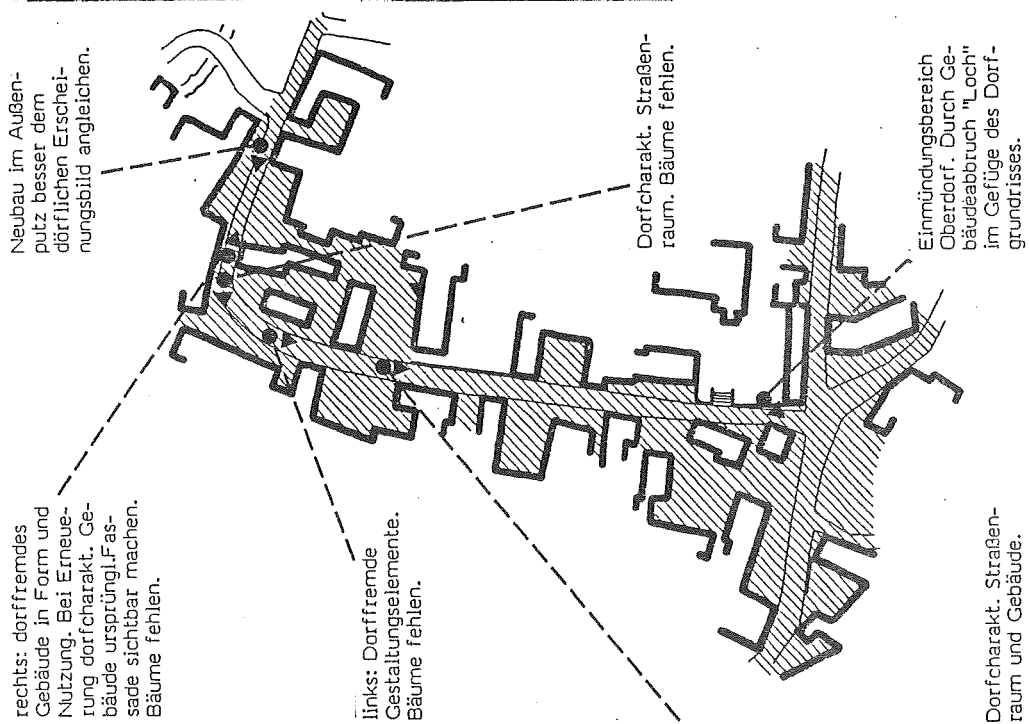 rechts: dorffremdes
Gebäude in Form und
Nutzung. Bei Erneue-
rung dorfcharakt. Ge-
bäude ursprüngl.Fas-
sade sichtbar machen.
Bäume fehlen.
links: Dorffremde
Gestaltungselemente.
Bäume fehlen.
Dorfcharakt. Straßen-
raum und Gebäude.
Neubau im Außen-
putz besser dem
dörflichen Erschei-
nungsbild angleichen.
Dorfcharakt. Straßen-
raum. Bäume fehlen.
Einmündungsbereich
Oberdorf. Durch Ge-
bäudeabbruch "Loch"
im Gefüge des Dorf-
grundrisses.